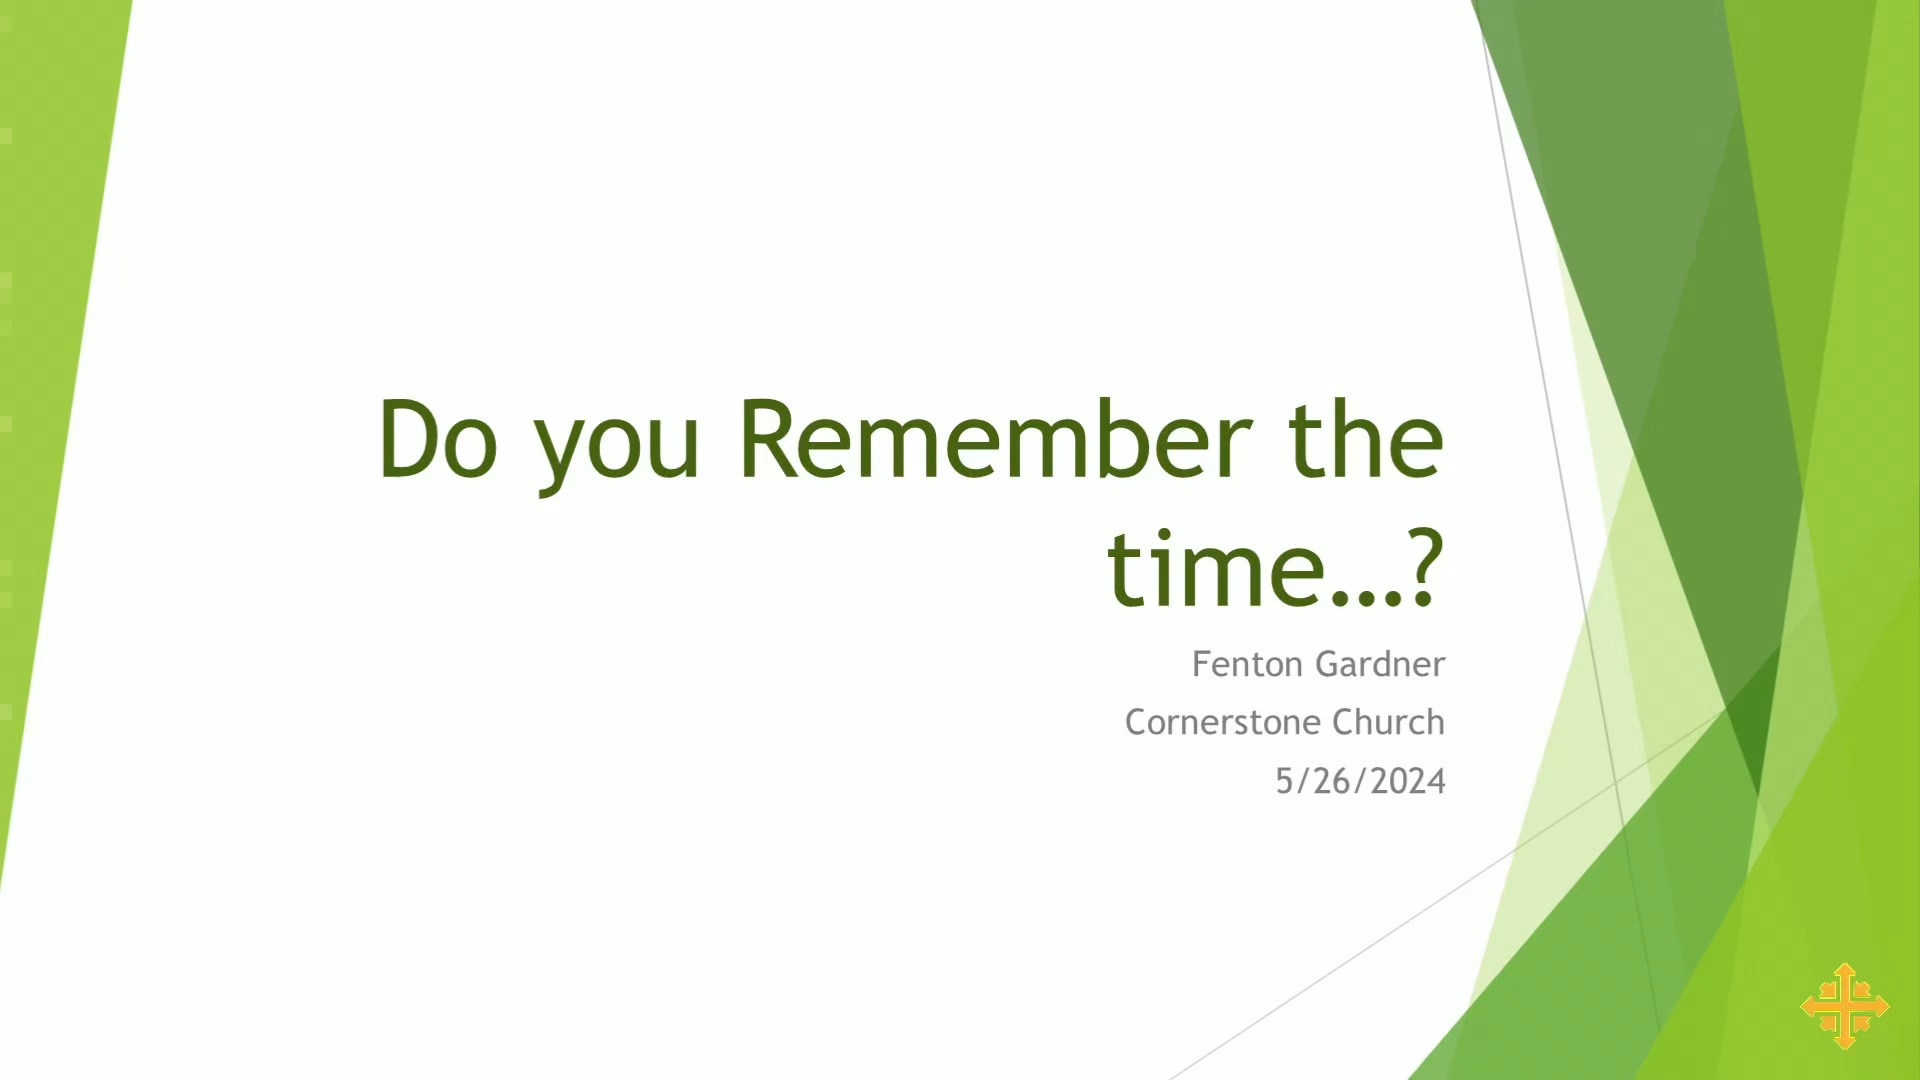 Do you Remember the
time...?
Fenton Gardner
Cornerstone Church
5/26/2024